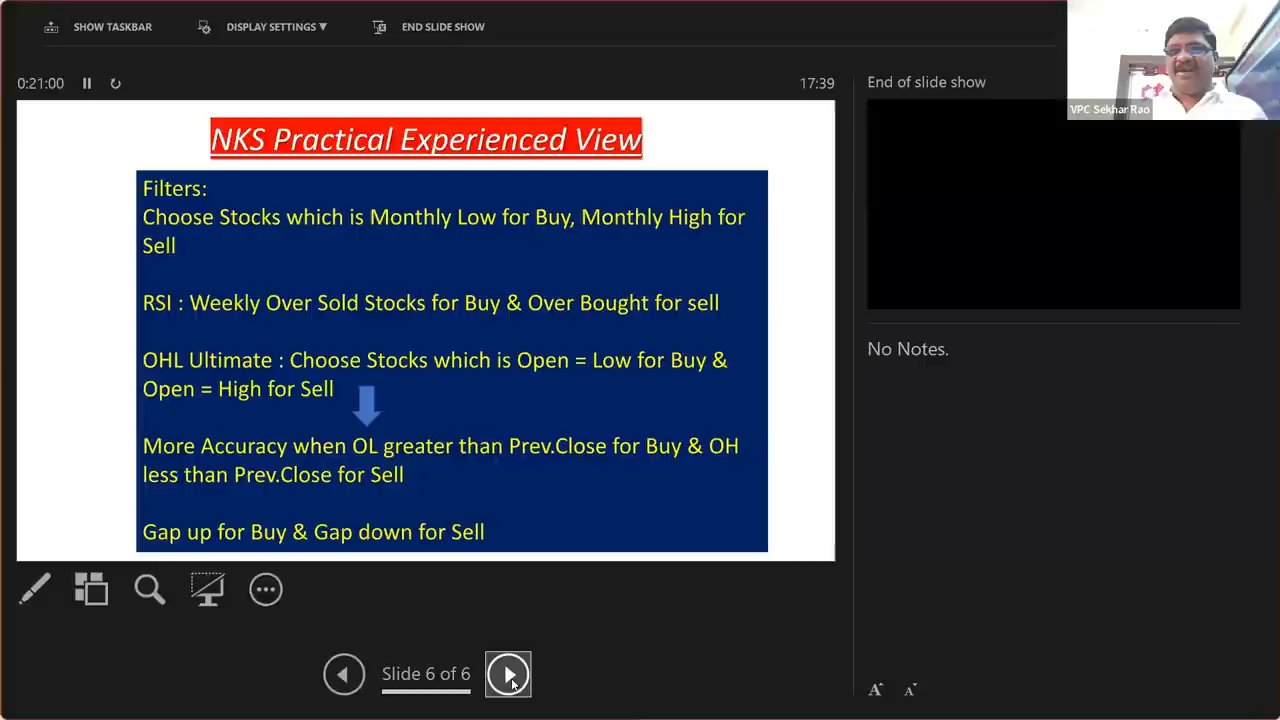 SHOW TASKBAR
DISPLAY SETTINGS ▼
END SLIDE SHOW
0:21:00
17:39
End of slide show
VPC Sekhar Rao
NKS Practical Experienced View
Filters:
Choose Stocks which is Monthly Low for Buy, Monthly High for
Sell
RSI : Weekly Over Sold Stocks for Buy & Over Bought for sell
OHL Ultimate : Choose Stocks which is Open = Low for Buy &
Open = High for Sell
More Accuracy when OL greater than Prev.Close for Buy & OH
less than Prev.Close for Sell
Gap up for Buy & Gap down for Sell
No Notes.
Slide 6 of 6
A A